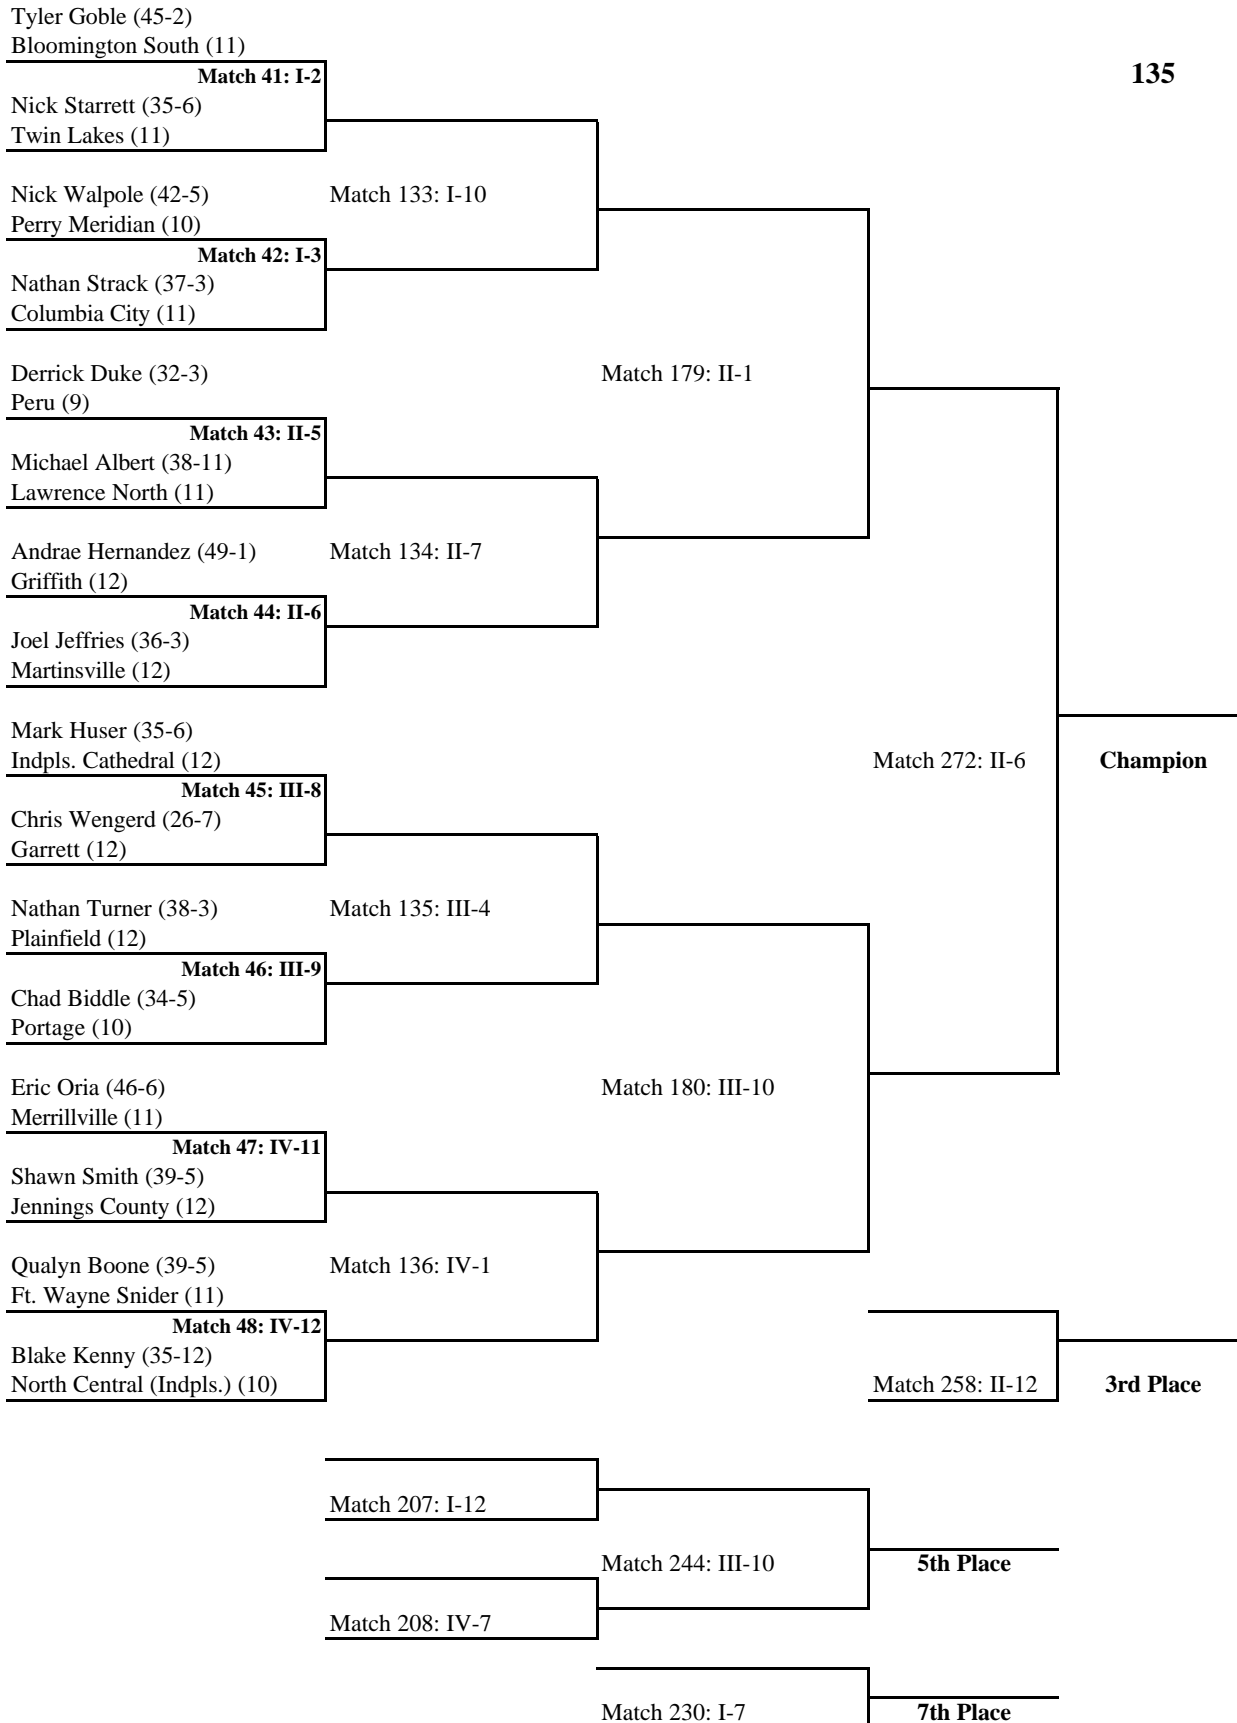 Tyler Goble (45-2)
Bloomington South (11)
Match 41: I-2
135
Nick Starrett (35-6)
Twin Lakes (11)
Nick Walpole (42-5)
Match 133: I-10
Perry Meridian (10)
Match 42: I-3
Nathan Strack (37-3)
Columbia City (11)
Derrick Duke (32-3)
Match 179: II-1
Peru (9)
Match 43: II-5
Michael Albert (38-11)
Lawrence North (11)
Andrae Hernandez (49-1)
Match 134: II-7
Griffith (12)
Match 44: II-6
Joel Jeffries (36-3)
Martinsville (12)
Mark Huser (35-6)
Indpls. Cathedral (12)
Match 272: II-6
Champion
Match 45: III-8
Chris Wengerd (26-7)
Garrett (12)
Nathan Turner (38-3)
Match 135: III-4
Plainfield (12)
Match 46: III-9
Chad Biddle (34-5)
Portage (10)
Eric Oria (46-6)
Match 180: III-10
Merrillville (11)
Match 47: IV-11
Shawn Smith (39-5)
Jennings County (12)
Qualyn Boone (39-5)
Match 136: IV-1
Ft. Wayne Snider (11)
Match 48: IV-12
Blake Kenny (35-12)
North Central (Indpls.) (10)
Match 258: II-12
3rd Place
Match 207: I-12
Match 244: III-10
5th Place
Match 208: IV-7
Match 230: I-7
7th Place